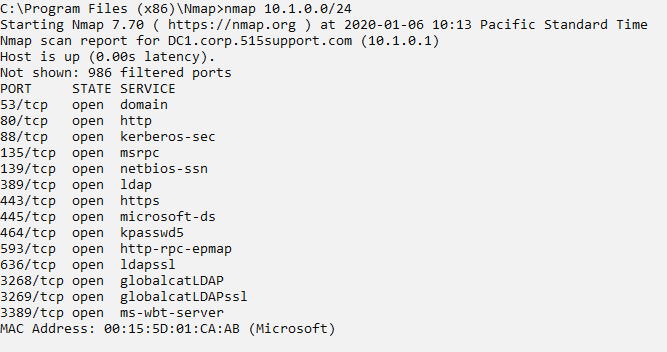 C:\Program Files (x86)\Nmap>nmap 10.1.0.0/24
Starting Nmap 7.70 ( https://nmap.org ) at 2020-01-06 10:13 Pacific Standard Time
Nmap scan report for DC1.corp.515support.com (10.1.0.1)
Host is up (0.00s latency).
Not shown: 986 filtered ports
PORT     STATE SERVICE
53/tcp   open  domain
80/tcp   open  http
88/tcp   open  kerberos-sec
135/tcp  open  msrpc
139/tcp  open  netbios-ssn
389/tcp  open  ldap
443/tcp  open  https
445/tcp  open  microsoft-ds
464/tcp  open  kpasswd5
593/tcp  open  http-rpc-epmap
636/tcp  open  ldapssl
3268/tcp open  globalcatLDAP
3269/tcp open  globalcatLDAPssl
3389/tcp open  ms-wbt-server
MAC Address: 00:15:5D:01:CA:AB (Microsoft)